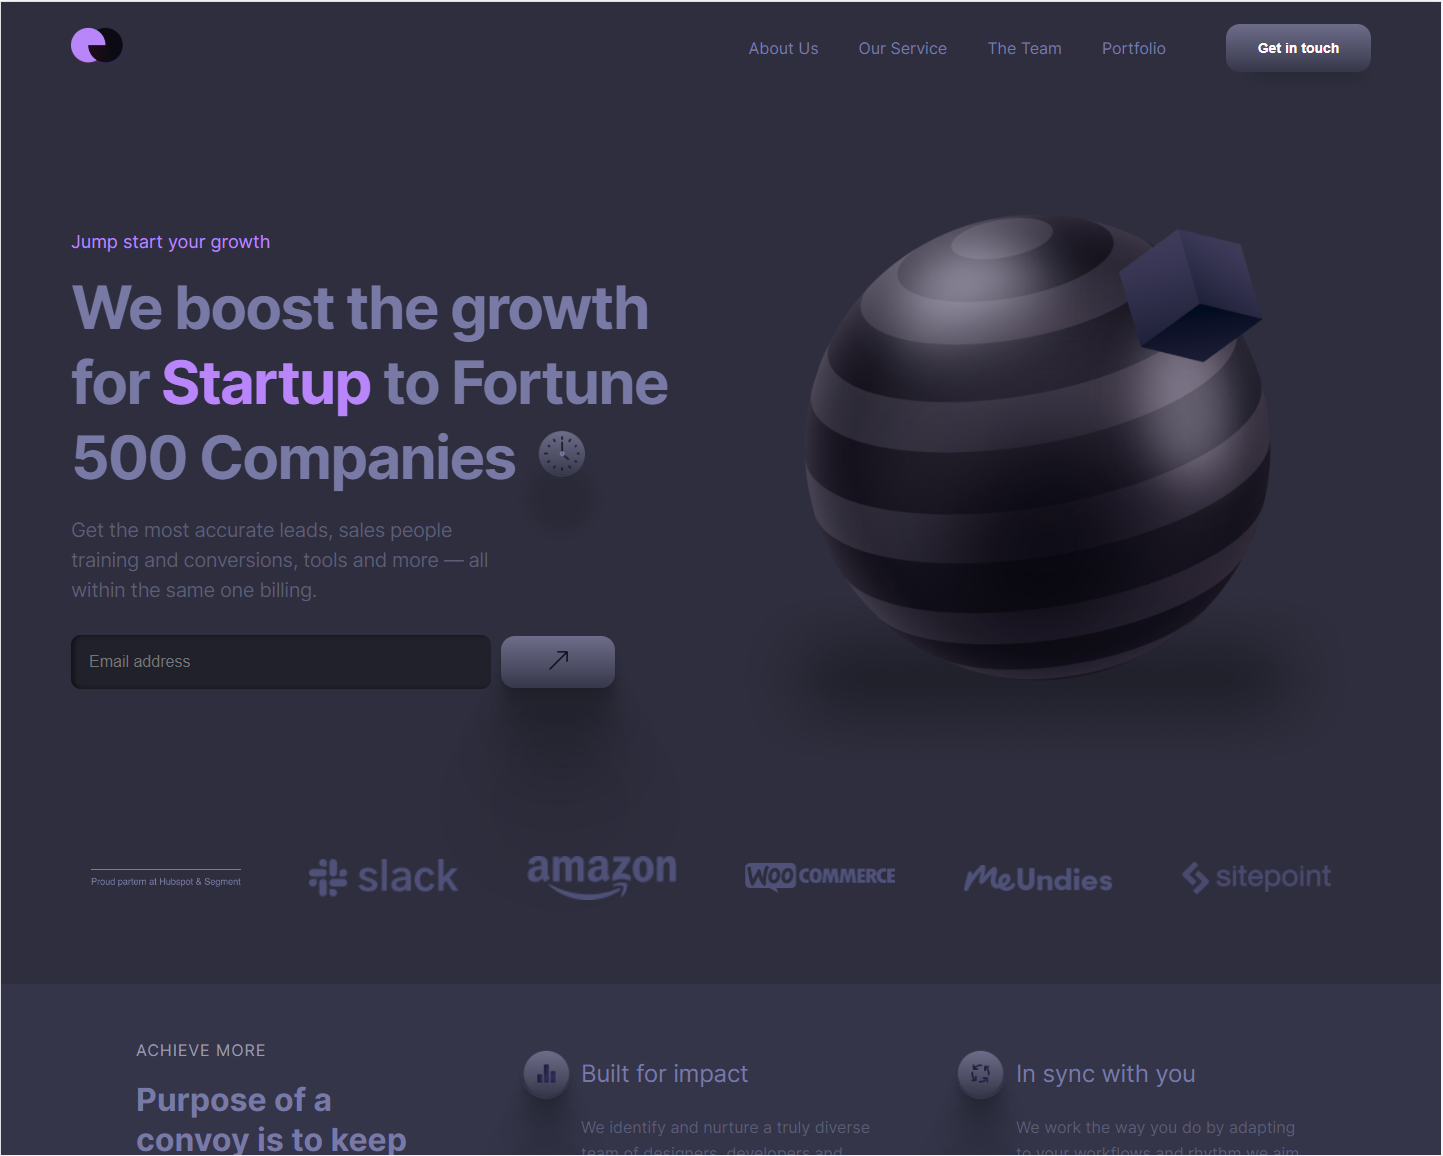 About Us
Our Service
The Team
Portfolio
Get in touch
Jump start your growth
We boost the growth
for Startup to Fortune
500 Companies
Get the most accurate leads, sales people
training and conversions, tools and more — all
within the same one billing.
Email address
Proud partern at Hubspot & Segment
slack
amazon
WOO COMMERCE
MeUndies
sitepoint
ACHIEVE MORE
Purpose of a
convoy is to keep
Built for impact
We identify and nurture a truly diverse
team of designers, developers and
In sync with you
We work the way you do by adapting
to your workflows and rhythm we aim